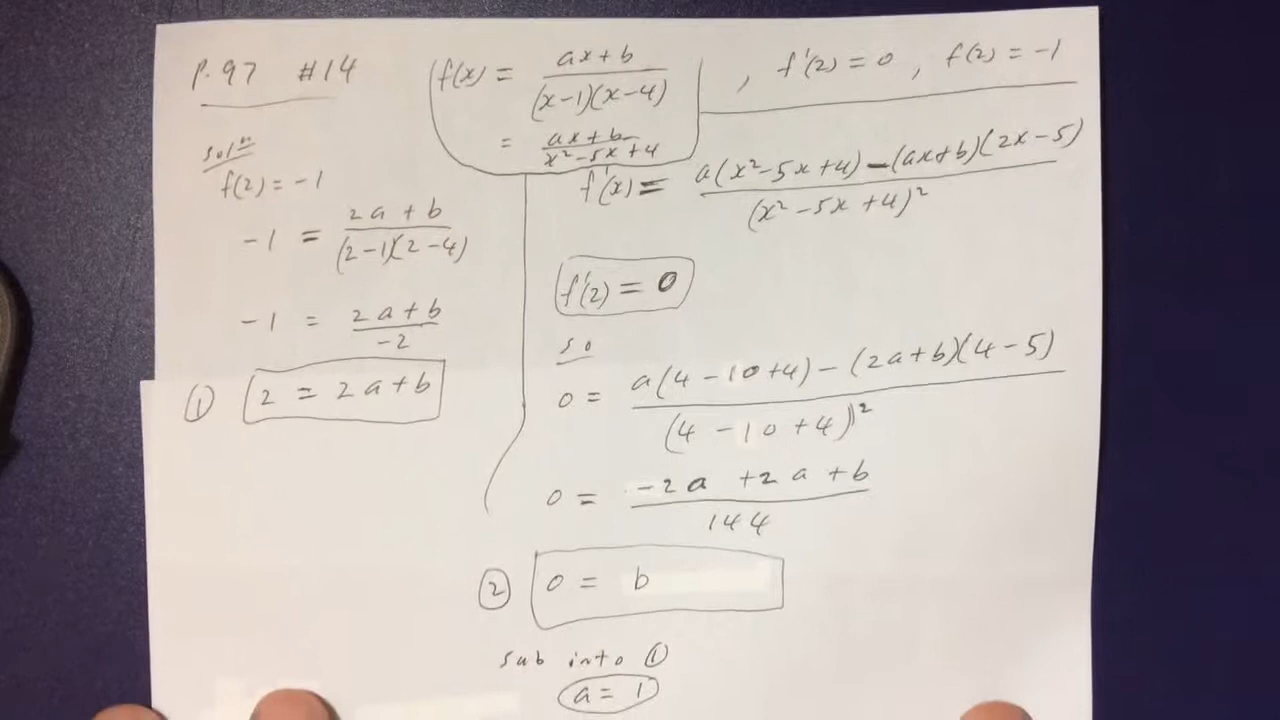 P.97 #14
f(x) = (ax+b)/((x-1)(x-4)) , f'(2) = 0 , f(2) = -1
= (ax+b)/(x²-5x+4)
solⁿ
f(2) = -1
-1 = (2a+b)/((2-1)(2-4))
-1 = (2a+b)/(-2)
① 2 = 2a+b
f'(x) = (a(x²-5x+4) - (ax+b)(2x-5))/(x²-5x+4)²
f'(2) = 0
so
0 = (a(4-10+4) - (2a+b)(4-5))/(4-10+4)²
0 = (-2a +2a +b)/144
② 0 = b
sub into ①
a = 1